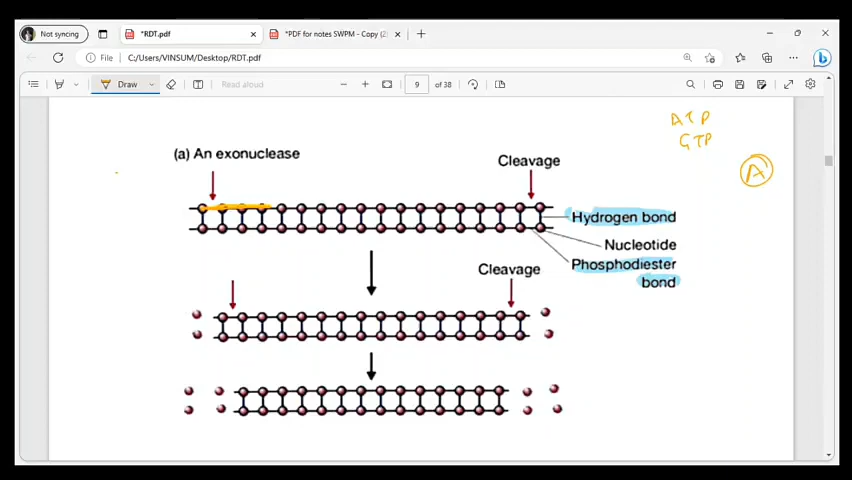 Not syncing
*RDT.pdf
*PDF for notes SWPM - Copy (2
File
C:/Users/VINSUM/Desktop/RDT.pdf
Draw
Read aloud
9
of 38
ATP
GTP
A
(a) An exonuclease
Cleavage
Hydrogen bond
Nucleotide
Phosphodiester
bond
Cleavage